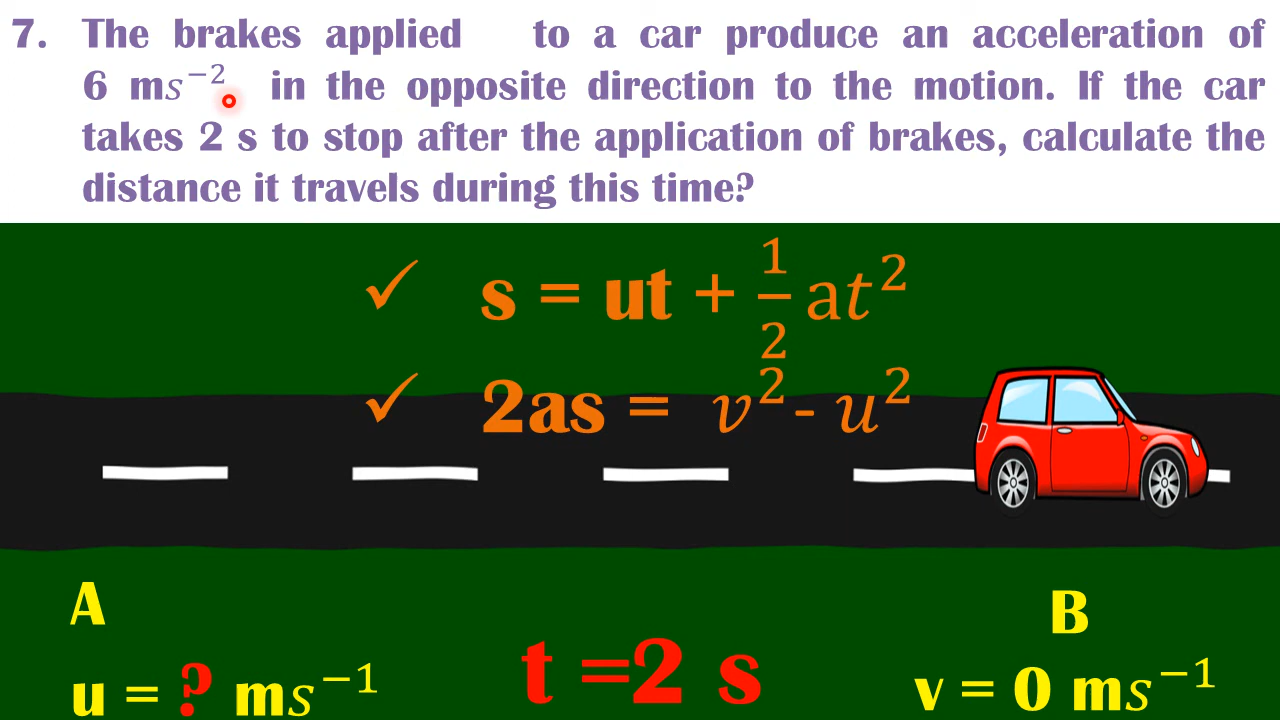 7. The brakes applied to a car produce an acceleration of
6 ms⁻² in the opposite direction to the motion. If the car
takes 2 s to stop after the application of brakes, calculate the
distance it travels during this time?
✓ s = ut + 1/2 at²
✓ 2as = v² - u²
A
B
u = ? ms⁻¹
t =2 s
v = 0 ms⁻¹